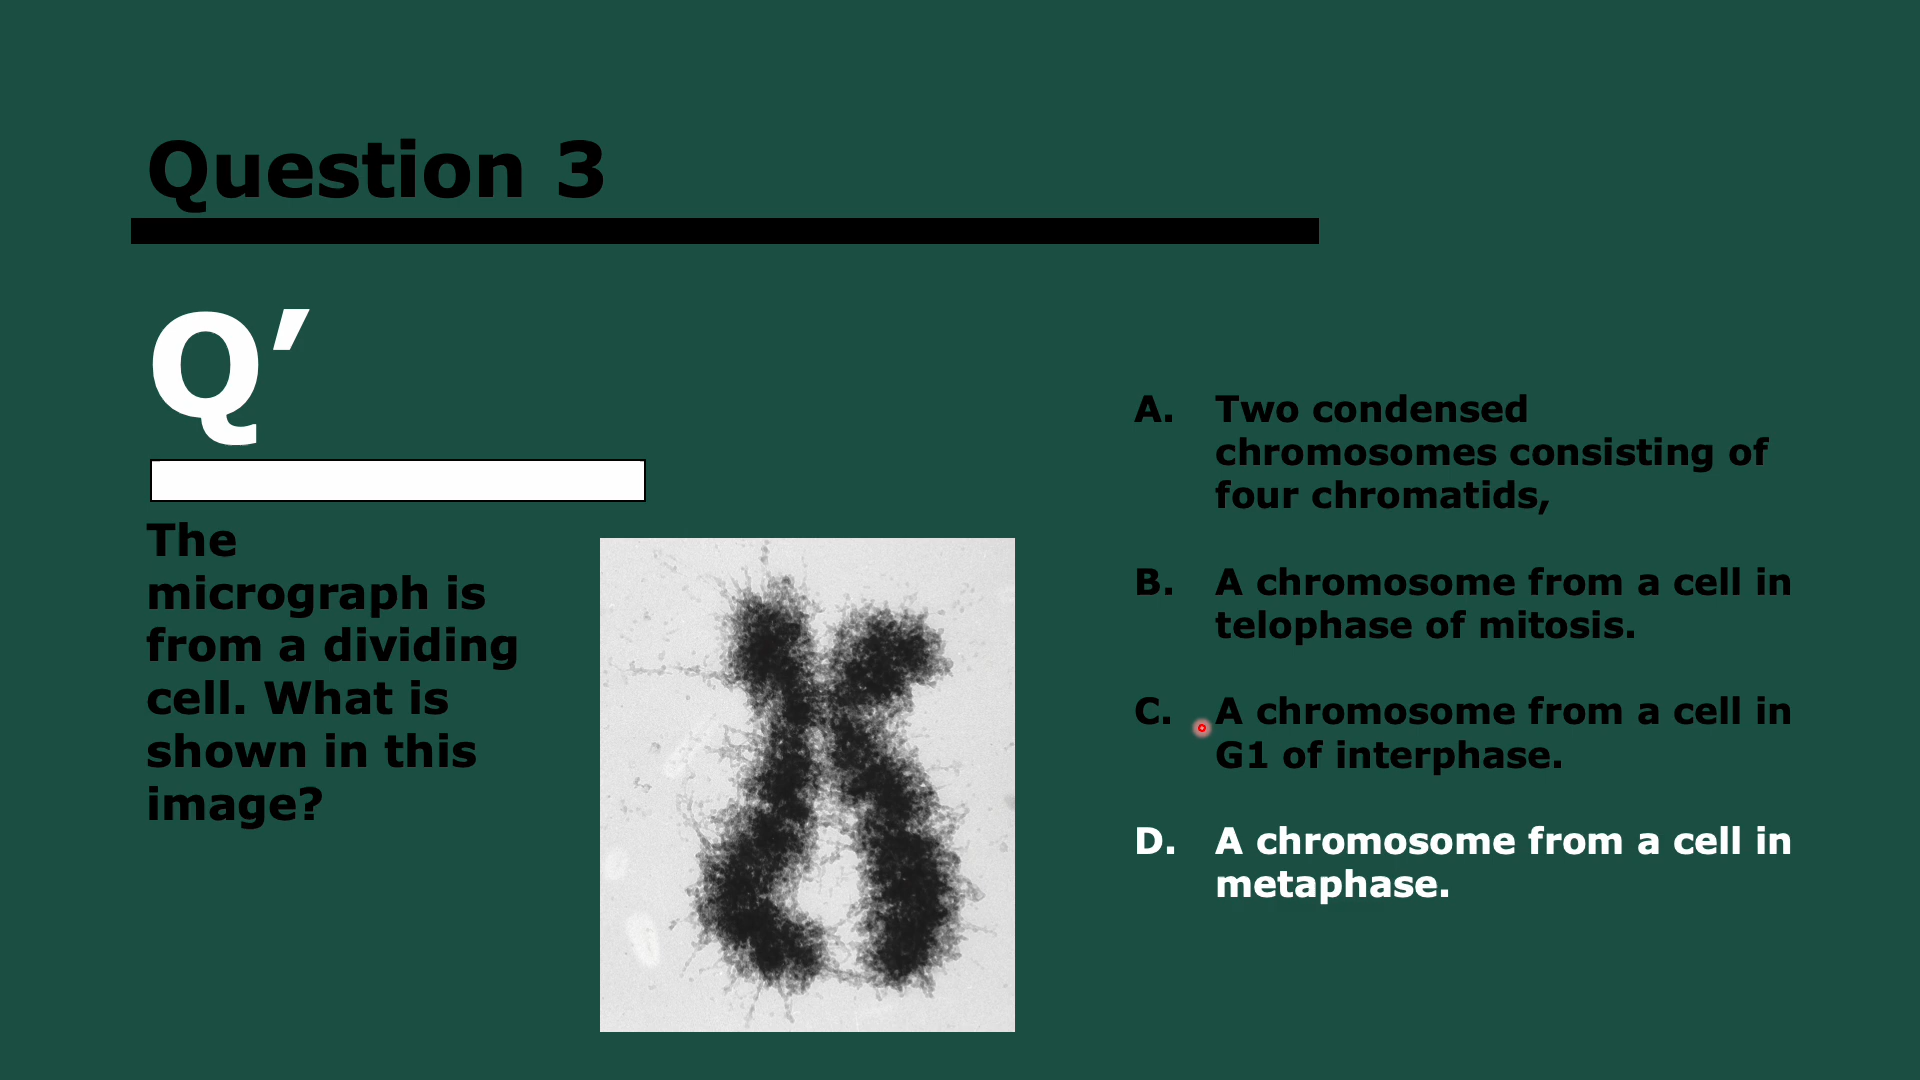 Question 3
Q’
The
micrograph is
from a dividing
cell. What is
shown in this
image?
A. Two condensed
chromosomes consisting of
four chromatids,
B. A chromosome from a cell in
telophase of mitosis.
C. A chromosome from a cell in
G1 of interphase.
D. A chromosome from a cell in
metaphase.